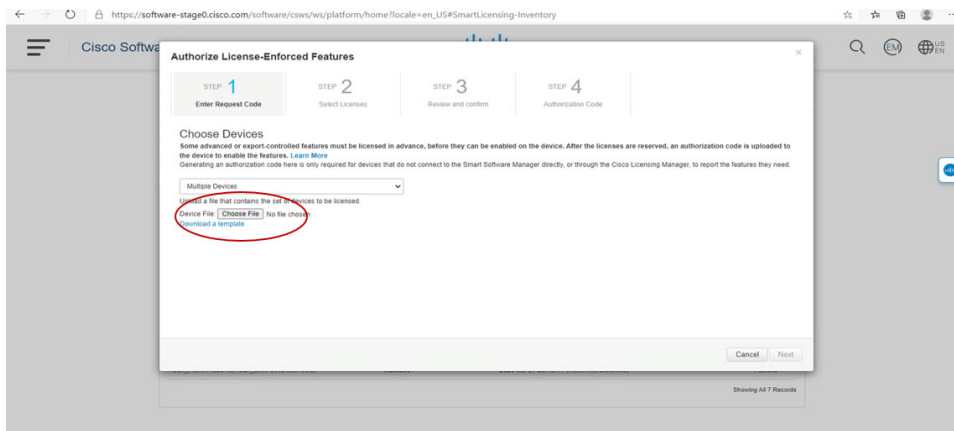 https://software-stage0.cisco.com/software/csws/ws/platform/home?locale=en_US#SmartLicensing-Inventory
Cisco Softwa
EM
US
EN
Authorize License-Enforced Features
×
STEP 1
Enter Request Code
STEP 2
Select Licenses
STEP 3
Review and confirm
STEP 4
Authorization Code
Choose Devices
Some advanced or export-controlled features must be licensed in advance, before they can be enabled on the device. After the licenses are reserved, an authorization code is uploaded to
the device to enable the features. Learn More
Generating an authorization code here is only required for devices that do not connect to the Smart Software Manager directly, or through the Cisco Licensing Manager, to report the features they need.
Multiple Devices
Upload a file that contains the set of devices to be licensed.
Device File: Choose File No file chosen
Download a template
Cancel Next
Showing All 7 Records